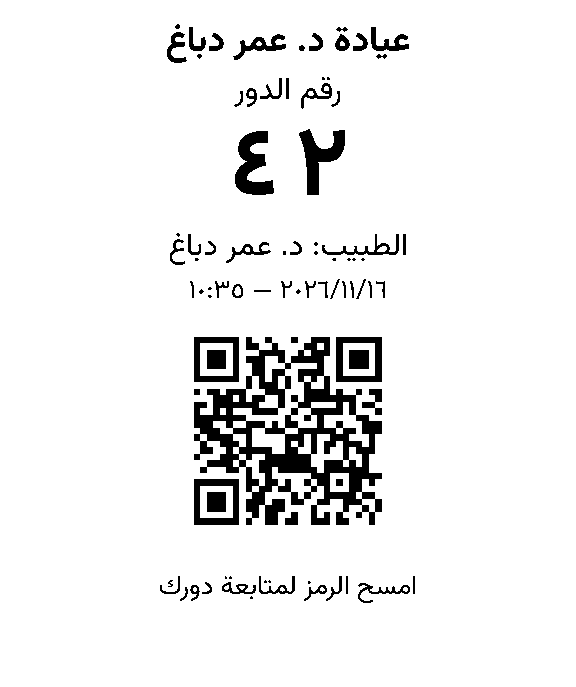 عيادة د. عمر دباغ
رقم الدور
٤٢
الطبيب: د. عمر دباغ
٢٠٢٦/١١/١٦ – ١٠:٣٥
امسح الرمز لمتابعة دورك